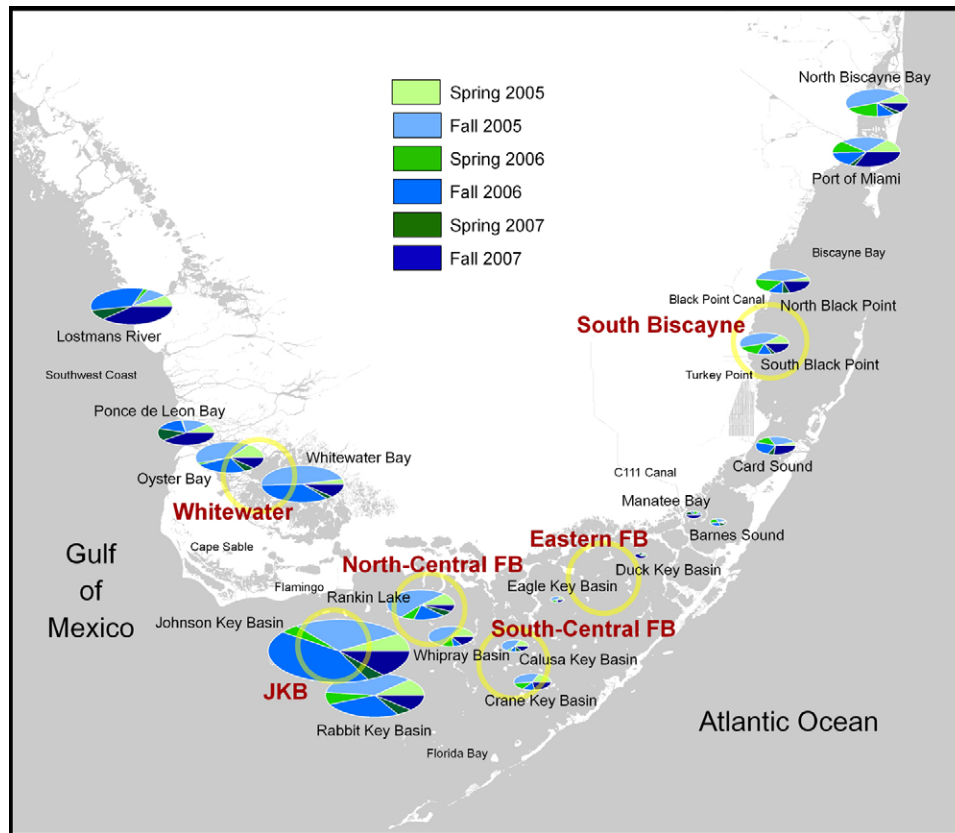 North Biscayne Bay
Spring 2005
Fall 2005
Spring 2006
Fall 2006
Spring 2007
Fall 2007
Port of Miami
Biscayne Bay
Black Point Canal
North Black Point
South Biscayne
South Black Point
Turkey Point
Lostmans River
Southwest Coast
Ponce de Leon Bay
Oyster Bay
Whitewater Bay
Whitewater
Card Sound
C111 Canal
Manatee Bay
Barnes Sound
Cape Sable
Gulf
of
Mexico
Flamingo
North-Central FB
Eastern FB
Duck Key Basin
Eagle Key Basin
Rankin Lake
Johnson Key Basin
South-Central FB
Whipray Basin
Calusa Key Basin
JKB
Crane Key Basin
Rabbit Key Basin
Atlantic Ocean
Florida Bay